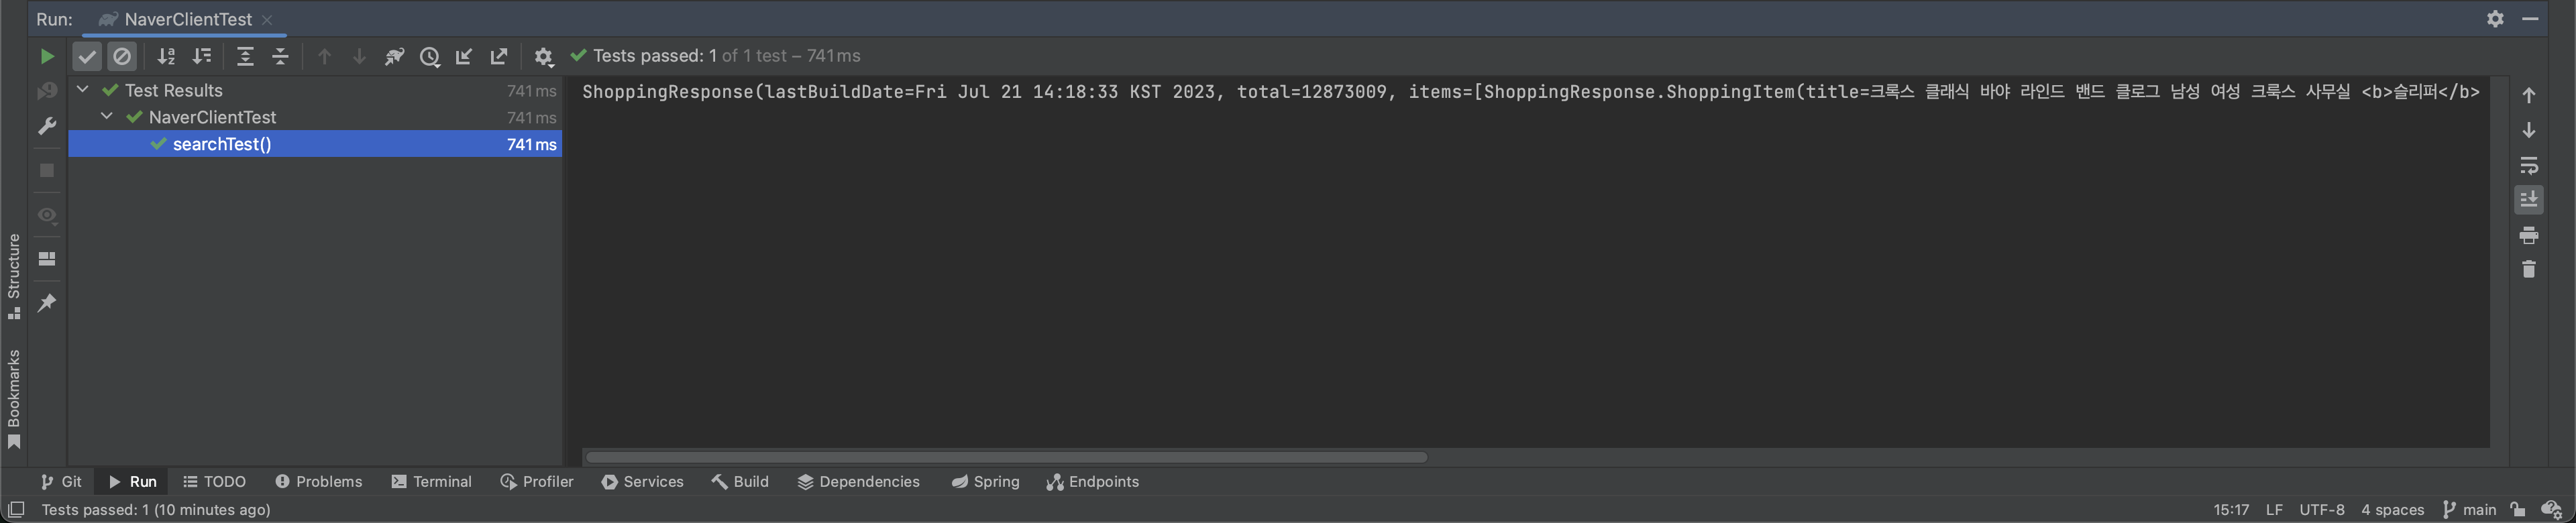 Run: NaverClientTest
Tests passed: 1 of 1 test – 741 ms
Test Results 741 ms
NaverClientTest 741 ms
searchTest() 741 ms
ShoppingResponse(lastBuildDate=Fri Jul 21 14:18:33 KST 2023, total=12873009, items=[ShoppingResponse.ShoppingItem(title=크록스 클래식 바야 라인드 밴드 클로그 남성 여성 크룩스 사무실 <b>슬리퍼</b>
Structure
Bookmarks
Git Run TODO Problems Terminal Profiler Services Build Dependencies Spring Endpoints
Tests passed: 1 (10 minutes ago) 15:17 LF UTF-8 4 spaces main